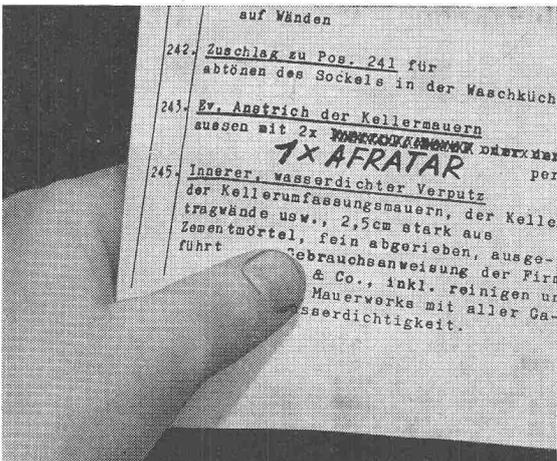 auf Wänden
242. Zuschlag zu Pos. 241 für
abtönen des Sockels in der Waschküch
243. Ev. Anstrich der Kellermauern
aussen mit 2x
per
1X AFRATAR
245. Innerer, wasserdichter Verputz
der Kellerumfassungsmauern, der Kelle
tragwände usw., 2,5cm stark aus
Zementmörtel, fein abgerieben, ausge-
führt Gebrauchsanweisung der Firm
& Co., inkl. reinigen un
Mauerwerks mit aller Ga-
sserdichtigkeit.